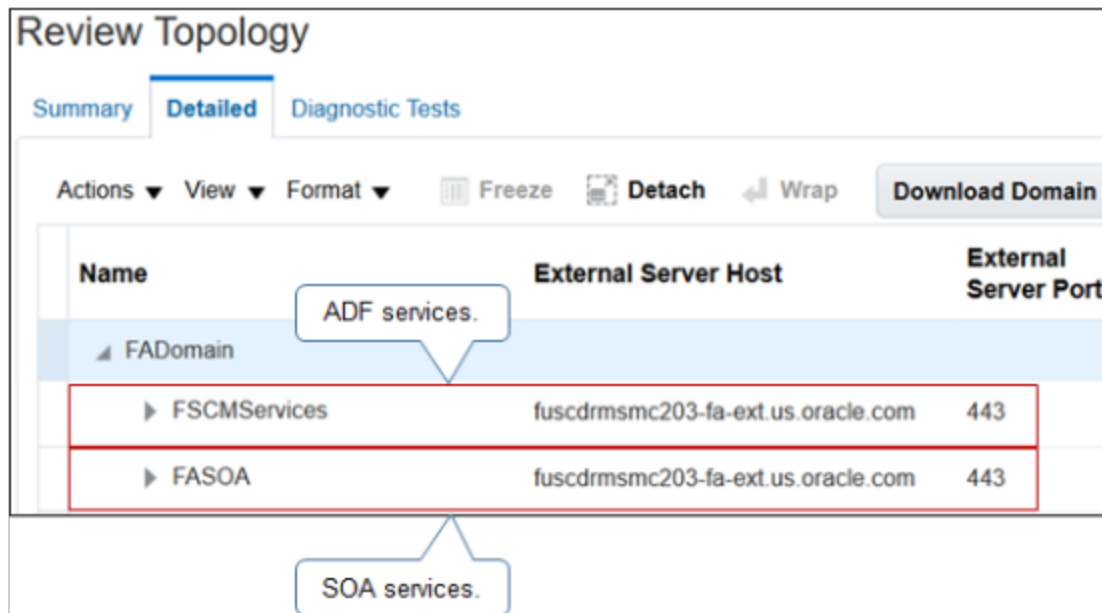 Review Topology
Summary Detailed Diagnostic Tests
Actions View Format Freeze Detach Wrap Download Domain
Name External Server Host External Server Port
ADF services.
FADomain
FSCMServices fuscdrmsmc203-fa-ext.us.oracle.com 443
FASOA fuscdrmsmc203-fa-ext.us.oracle.com 443
SOA services.